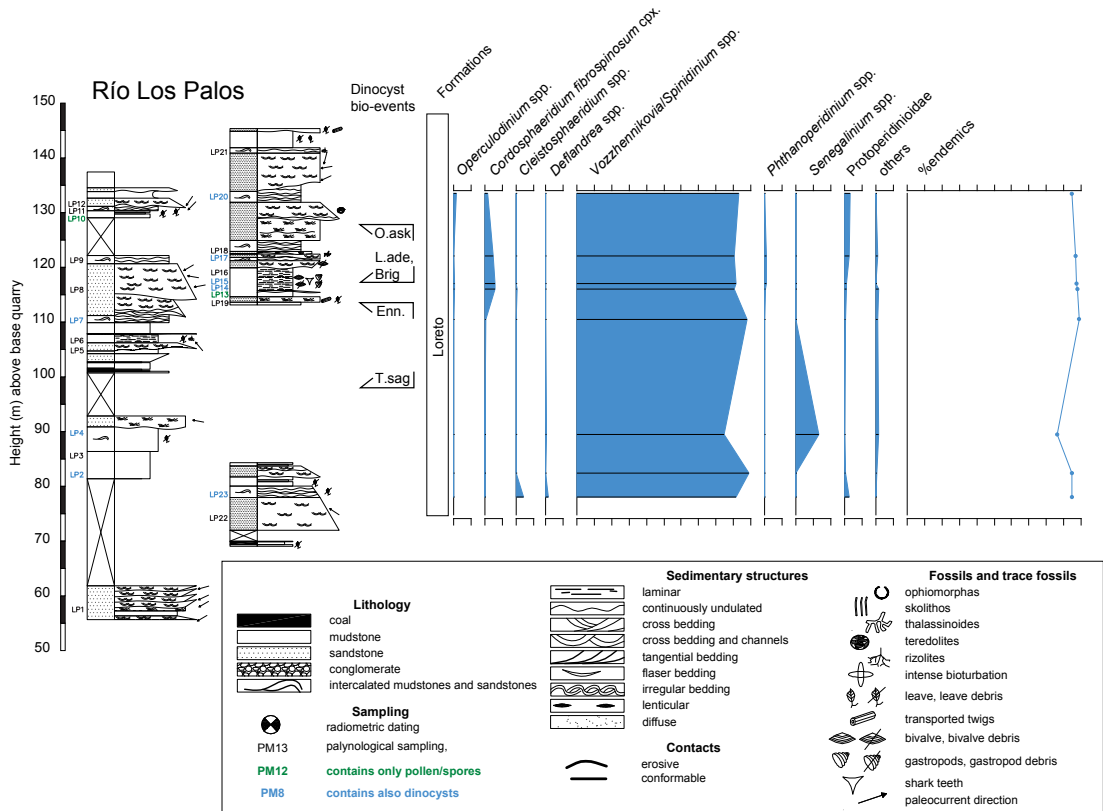 Río Los Palos
Dinocyst
bio-events
Formations
Operculodinium spp.
Cordosphaeridium fibrospinosum cpx.
Cleistosphaeridium spp.
Deflandrea spp.
Vozzhennikovia/Spinidinium spp.
Phthanoperidinium spp.
Senegalinium spp.
Protoperidinioidae
others
%endemics
Height (m) above base quarry
150
140
130
120
110
100
90
80
70
60
50
LP12
LP11
LP10
LP9
LP8
LP7
LP6
LP5
LP4
LP3
LP2
LP1
LP21
LP20
LP18
LP17
LP16
LP15
LP14
LP13
LP19
LP23
LP22
O.ask
L.ade,
Brig
Enn.
T.sag
Loreto
Lithology
coal
mudstone
sandstone
conglomerate
intercalated mudstones and sandstones
Sampling
radiometric dating
PM13 palynological sampling,
PM12 contains only pollen/spores
PM8 contains also dinocysts
Sedimentary structures
laminar
continuously undulated
cross bedding
cross bedding and channels
tangential bedding
flaser bedding
irregular bedding
lenticular
diffuse
Contacts
erosive
conformable
Fossils and trace fossils
ophiomorphas
skolithos
thalassinoides
teredolites
rizolites
intense bioturbation
leave, leave debris
transported twigs
bivalve, bivalve debris
gastropods, gastropod debris
shark teeth
paleocurrent direction